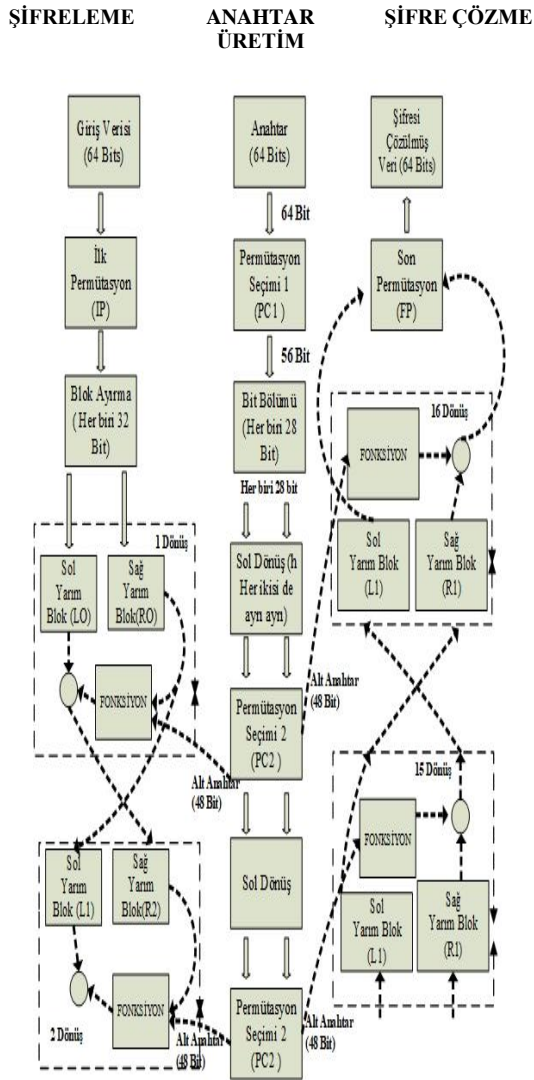 ŞİFRELEME
ANAHTAR
ÜRETİM
ŞİFRE ÇÖZME
Giriş Verisi
(64 Bits)
İlk
Permütasyon
(IP)
Blok Ayırma
(Her biri 32
Bit)
1 Dönüş
Sol
Yarım
Blok (LO)
Sağ
Yarım
Blok(RO)
FONKSİYON
Sol
Yarım
Blok (L1)
Sağ
Yarım
Blok(R2)
FONKSİYON
2 Dönüş
Anahtar
(64 Bits)
64 Bit
Permütasyon
Seçimi 1
(PC1 )
56 Bit
Bit Bölümü
(Her biri 28
Bit)
Her biri 28 bit
Sol Dönüş (h
Her ikisi de
ayrı ayrı)
Permütasyon
Seçimi 2
(PC2 )
Alt Anahtar
(48 Bit)
Alt Anahtar
(48 Bit)
Sol Dönüş
Permütasyon
Seçimi 2
(PC2 )
Alt Anahtar
(48 Bit)
Alt Anahtar
(48 Bit)
Şifresi
Çözülmüş
Veri (64 Bits)
Son
Permütasyon
(FP)
16 Dönüş
FONKSİYON
Sol
Yarım Blok
(L1)
Sağ
Yarım Blok
(R1)
15 Dönüş
FONKSİYON
Sol
Yarım Blok
(L1)
Sağ
Yarım Blok
(R1)